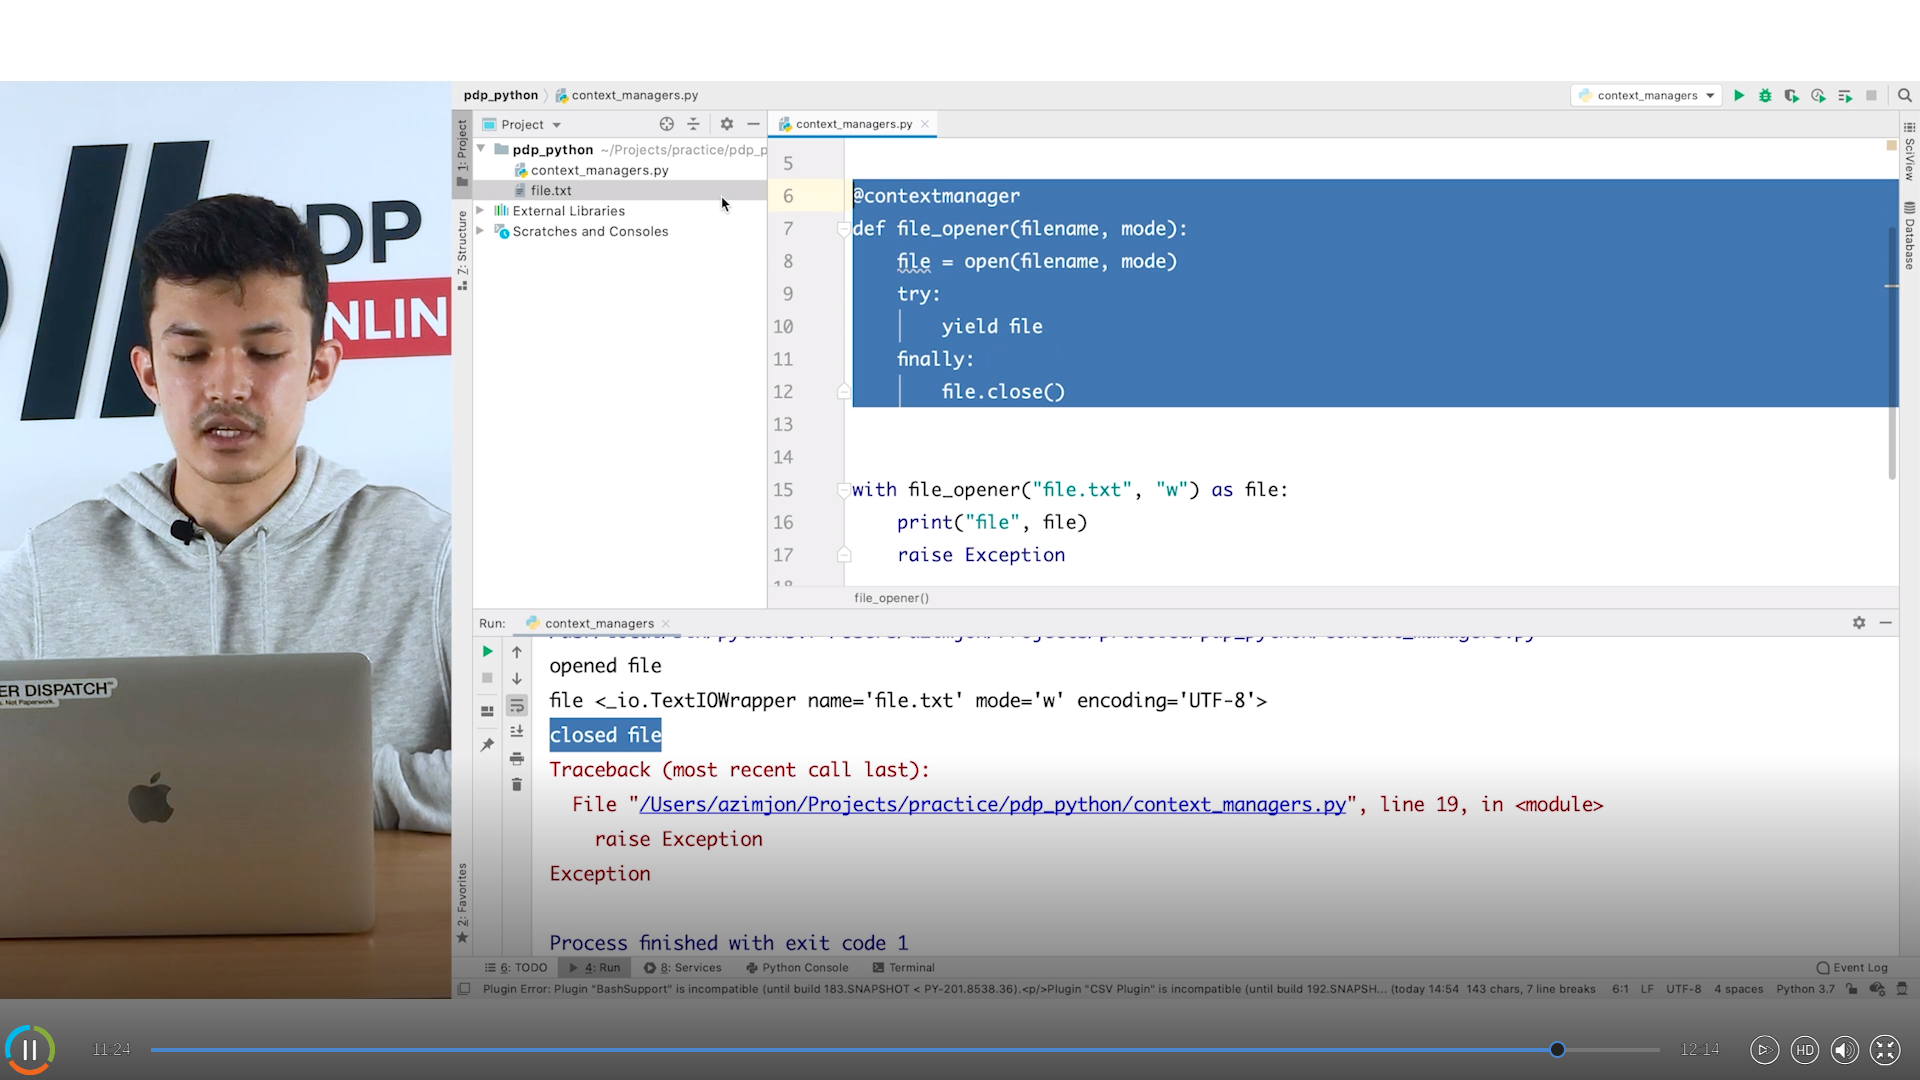 pdp_python
context_managers.py
context_managers
1: Project
Project
context_managers.py
pdp_python ~/Projects/practice/pdp_p
context_managers.py
file.txt
External Libraries
Scratches and Consoles
7: Structure
SciView
Database
DP
NLIN
5
6 @contextmanager
7 def file_opener(filename, mode):
8 file = open(filename, mode)
9 try:
10 yield file
11 finally:
12 file.close()
13
14
15 with file_opener("file.txt", "w") as file:
16 print("file", file)
17 raise Exception
file_opener()
Run: context_managers
opened file
file <_io.TextIOWrapper name='file.txt' mode='w' encoding='UTF-8'>
closed file
Traceback (most recent call last):
File "/Users/azimjon/Projects/practice/pdp_python/context_managers.py", line 19, in <module>
raise Exception
Exception
Process finished with exit code 1
ER DISPATCH
s. Not Paperwork.
2: Favorites
6: TODO 4: Run 8: Services Python Console Terminal Event Log
Plugin Error: Plugin "BashSupport" is incompatible (until build 183.SNAPSHOT < PY-201.8538.36).<p/>Plugin "CSV Plugin" is incompatible (until build 192.SNAPSH... (today 14:54 143 chars, 7 line breaks 6:1 LF UTF-8 4 spaces Python 3.7
11:24
12:14
HD